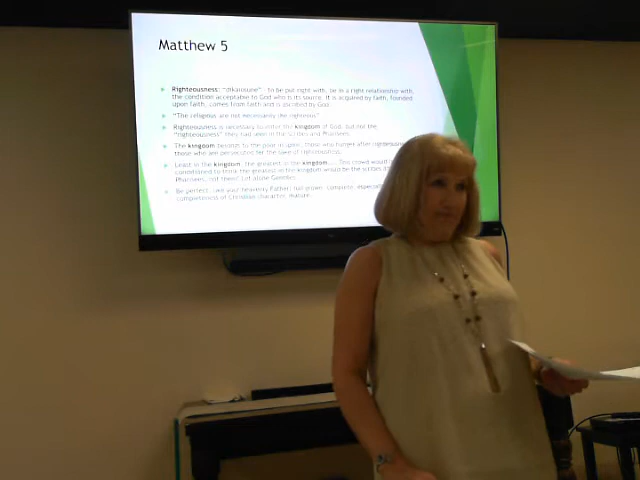 Matthew 5
Righteousness: "dikaiosune" - to be put right with, be in a right relationship with,
the condition acceptable to God who is its source. It is acquired by faith, founded
upon faith, comes from faith and is ascribed by God.
"The religious are not necessarily the righteous"
Righteousness is necessary to enter the kingdom of God, but not the
"righteousness" they had seen in the scribes and Pharisees.
The kingdom belongs to the poor in spirit, those who hunger after righteousness,
those who are persecuted for the sake of righteousness.
Least in the kingdom, the greatest in the kingdom... This crowd would
conditioned to think the greatest in the kingdom would be the scribes
Pharisees, not them! Let alone Gentiles.
Be perfect, like your heavenly Father: full grown, complete,
completeness of Christian character, mature.